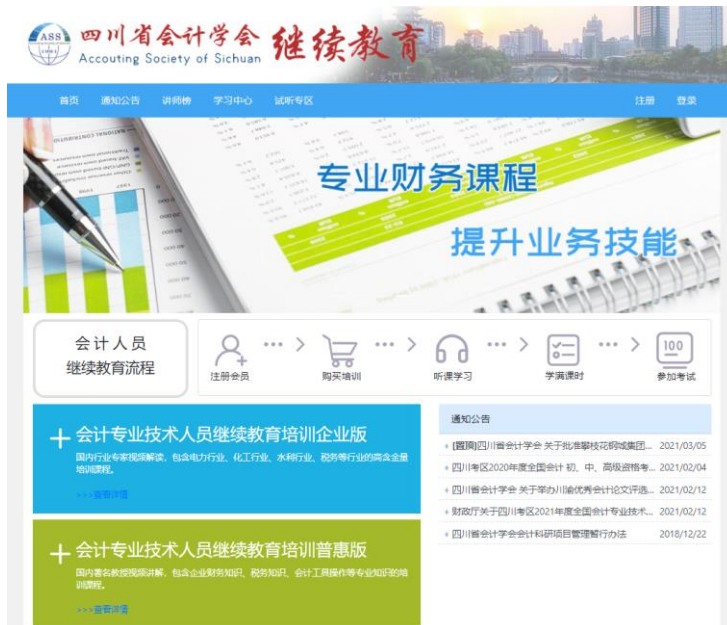 ASS
1981
四川省会计学会
Accouting Society of Sichuan
继续教育
首页 通知公告 讲师榜 学习中心 试听专区 注册 登录
专业财务课程
提升业务技能
会计人员
继续教育流程
注册会员 购买培训 听课学习 学满课时 参加考试
100
会计专业技术人员继续教育培训企业版
国内行业专家视频解读，包含电力行业、化工行业、水利行业、税务等行业的高含金量
培训课程。
>>>查看详情
会计专业技术人员继续教育培训普惠版
国内著名教授视频讲解，包含企业财务知识、税务知识、会计工具操作等专业知识的培
训课程。
>>>查看详情
通知公告
[置顶]四川省会计学会 关于批准攀枝花钢城集团... 2021/03/05
四川考区2020年度全国会计 初、中、高级资格考... 2021/02/04
四川省会计学会 关于举办川渝优秀会计论文评选... 2021/02/12
财政厅关于四川考区2021年度全国会计专业技术... 2021/02/12
四川省会计学会会计科研项目管理暂行办法 2018/12/22